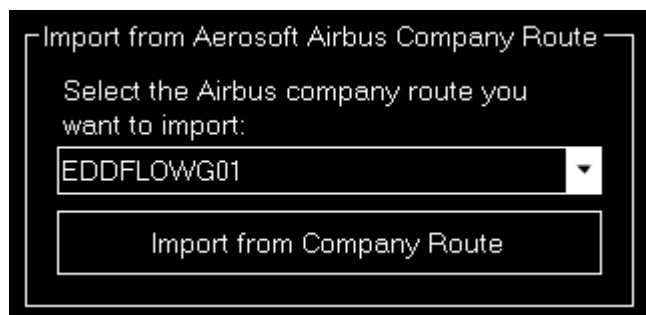 Import from Aerosoft Airbus Company Route
Select the Airbus company route you
want to import:
EDDFLOWG01
Import from Company Route